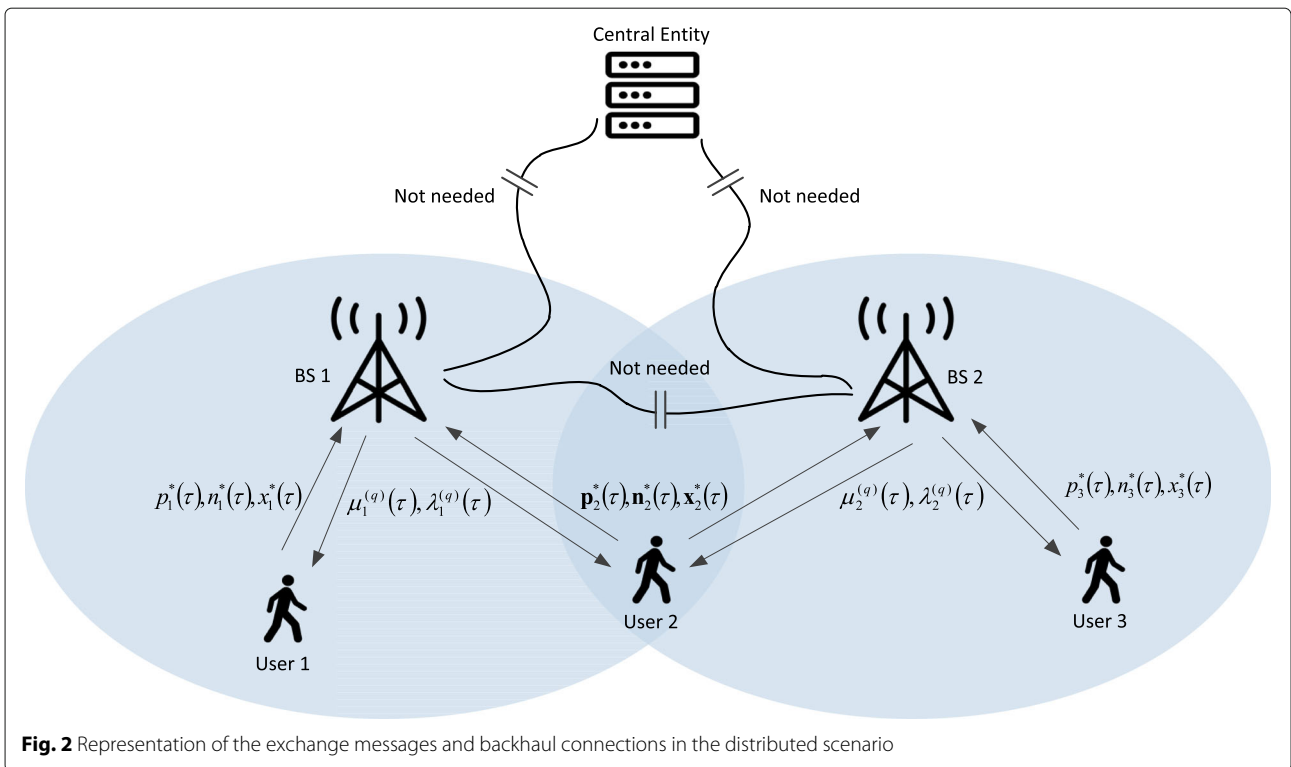 Central Entity
Not needed
Not needed
Not needed
BS 1
BS 2
p₁*(τ), n₁*(τ), x₁*(τ)
μ₁^(q)(τ), λ₁^(q)(τ)
𝐩₂*(τ), 𝐧₂*(τ), 𝐱₂*(τ)
μ₂^(q)(τ), λ₂^(q)(τ)
p₃*(τ), n₃*(τ), x₃*(τ)
User 1
User 2
User 3
Fig. 2 Representation of the exchange messages and backhaul connections in the distributed scenario